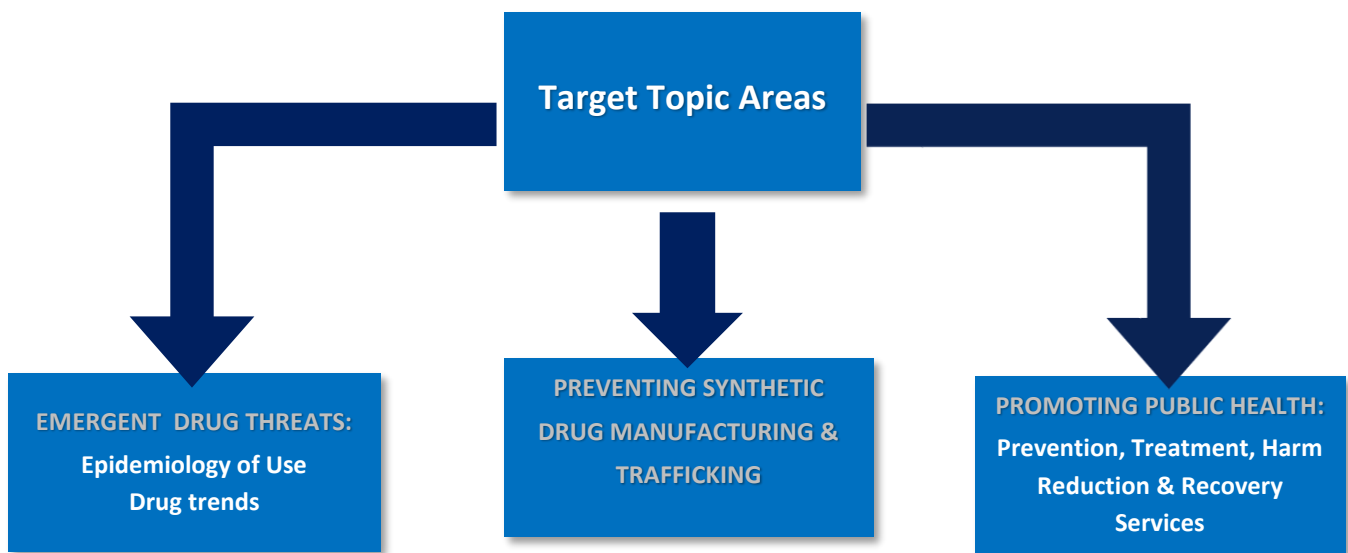 Target Topic Areas
EMERGENT DRUG THREATS:
Epidemiology of Use
Drug trends
PREVENTING SYNTHETIC
DRUG MANUFACTURING &
TRAFFICKING
PROMOTING PUBLIC HEALTH:
Prevention, Treatment, Harm
Reduction & Recovery
Services